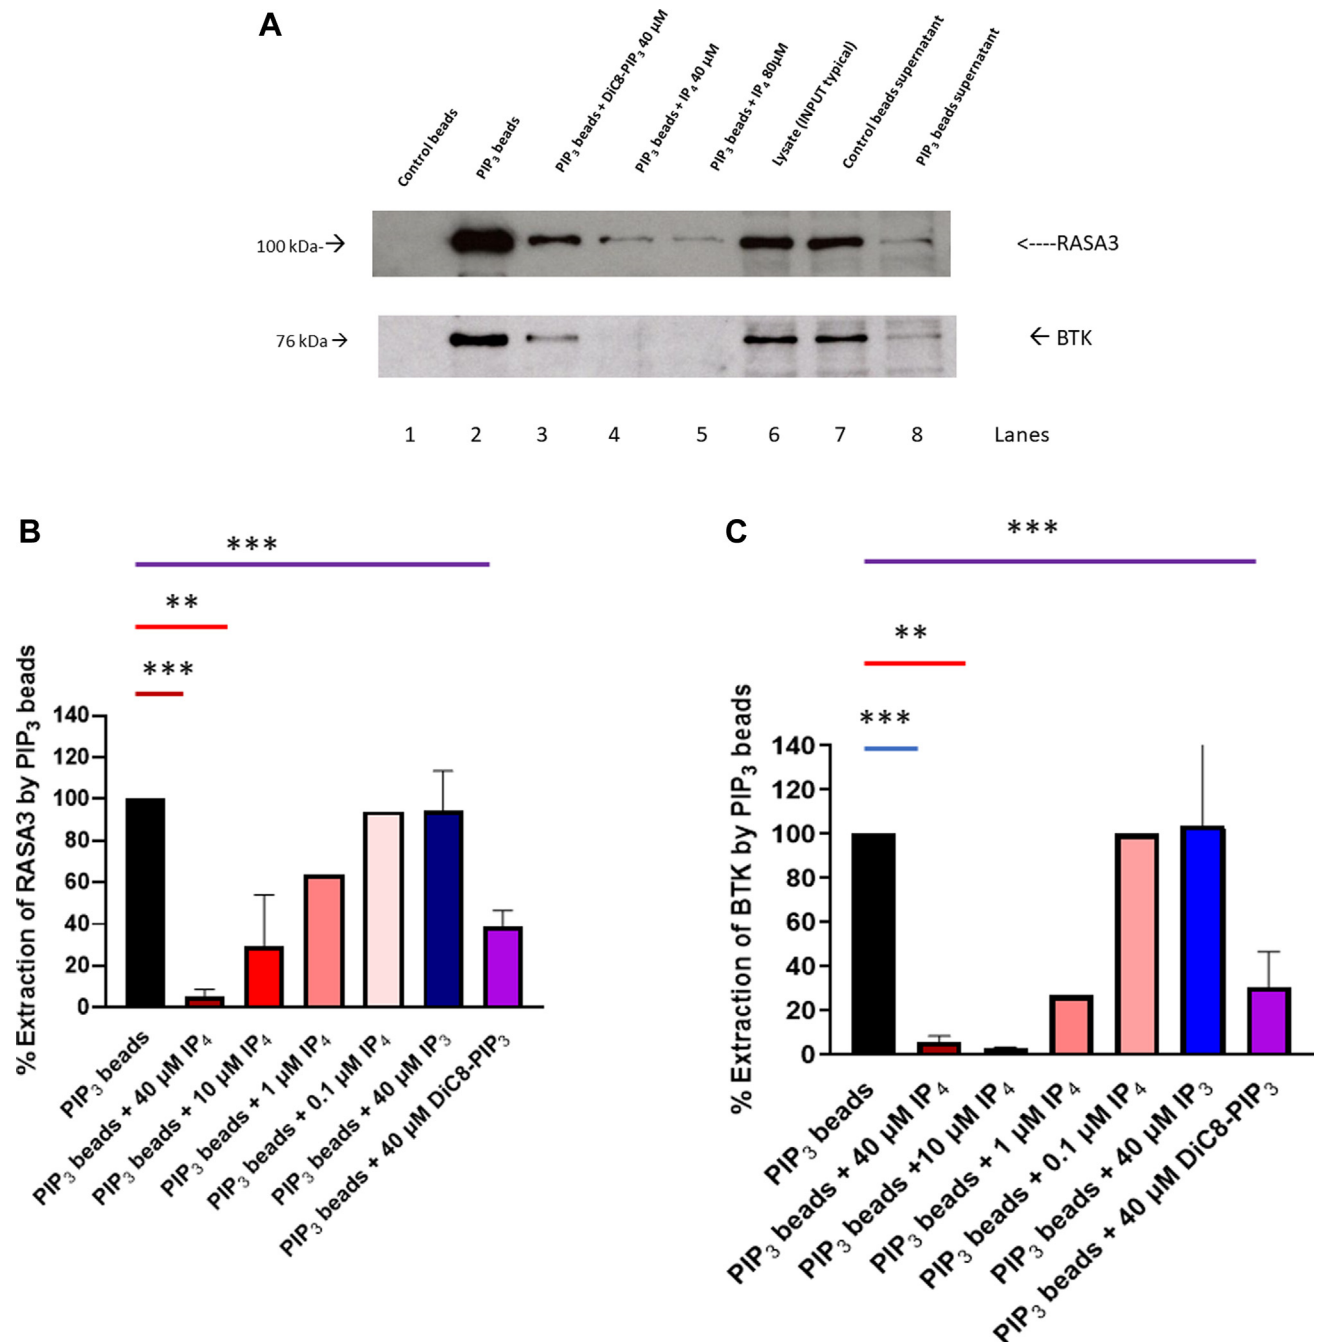 A
Control beads
PIP₃ beads
PIP₃ beads + DiC8-PIP₃ 40 µM
PIP₃ beads + IP₄ 40 µM
PIP₃ beads + IP₄ 80µM
Lysate (INPUT typical)
Control beads supernatant
PIP₃ beads supernatant
100 kDa-→
<----RASA3
76 kDa →
← BTK
1 2 3 4 5 6 7 8 Lanes
B
***
**
***
% Extraction of RASA3 by PIP₃ beads
140
120
100
80
60
40
20
0
PIP₃ beads
PIP₃ beads + 40 µM IP₄
PIP₃ beads + 10 µM IP₄
PIP₃ beads + 1 µM IP₄
PIP₃ beads + 0.1 µM IP₄
PIP₃ beads + 40 µM IP₃
PIP₃ beads + 40 µM DiC8-PIP₃
C
***
**
***
% Extraction of BTK by PIP₃ beads
140
120
100
80
60
40
20
0
PIP₃ beads
PIP₃ beads + 40 µM IP₄
PIP₃ beads +10 µM IP₄
PIP₃ beads + 1 µM IP₄
PIP₃ beads + 0.1 µM IP₄
PIP₃ beads + 40 µM IP₃
PIP₃ beads + 40 µM DiC8-PIP₃